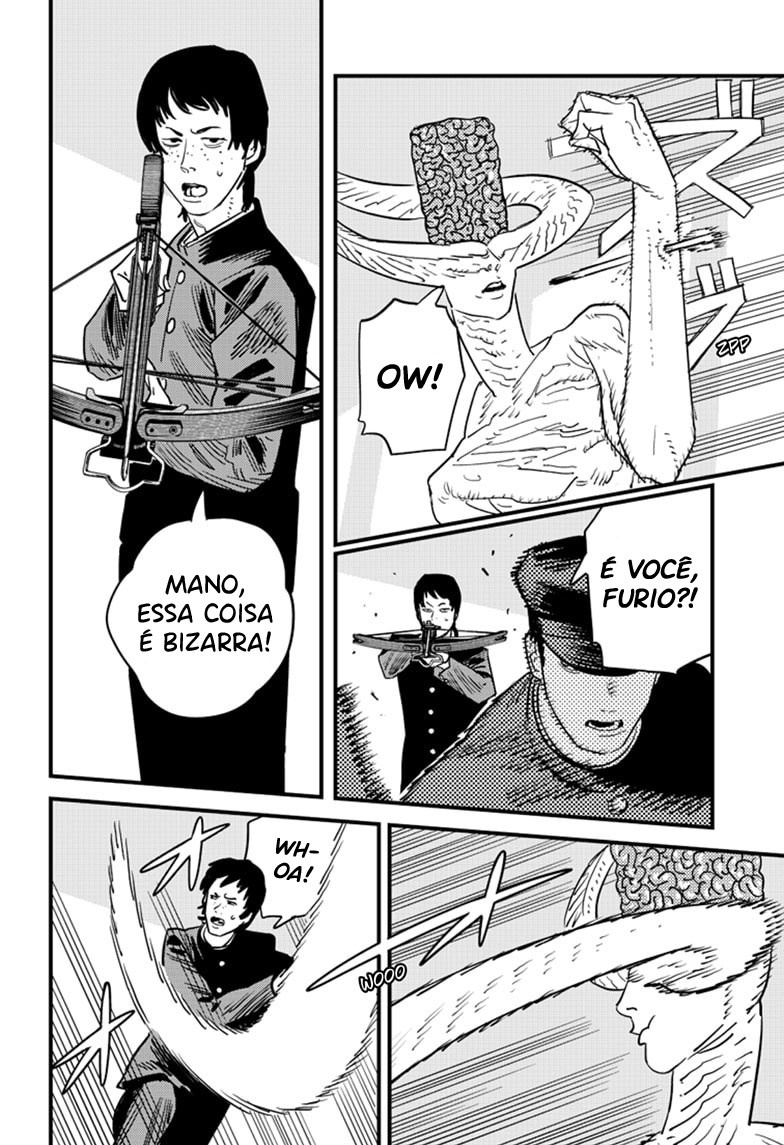 OW!
ZPP
É VOCÊ,
FURIO?!
MANO,
ESSA COISA
É BIZARRA!
WOOO
WH-
OA!